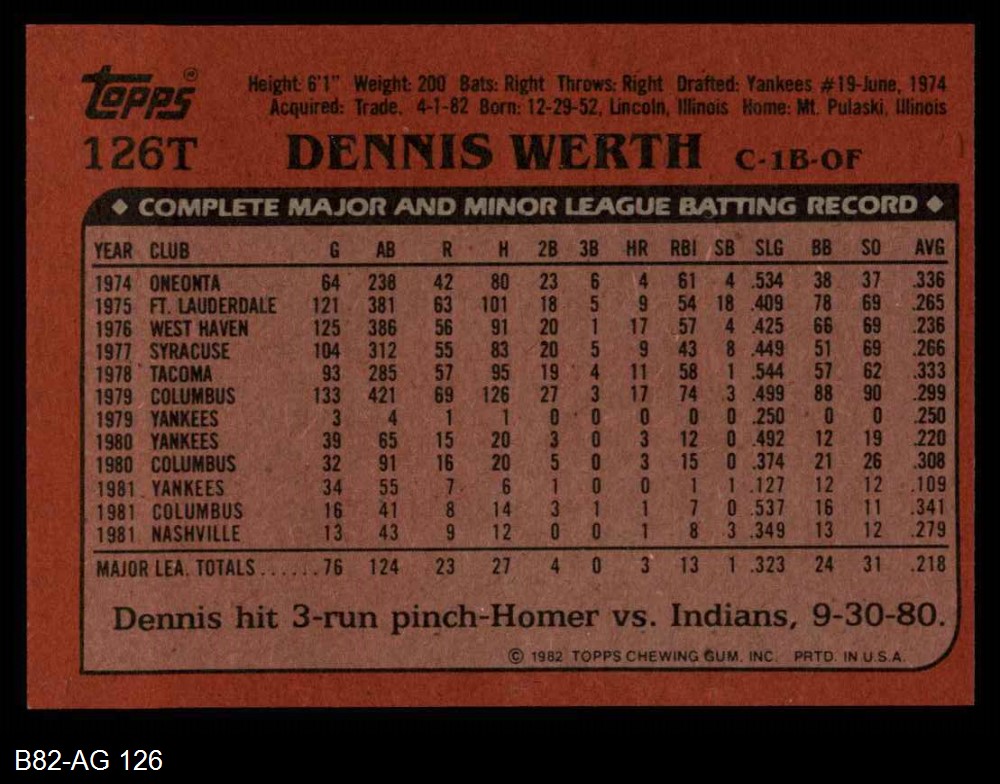 Topps®
Height: 6'1" Weight: 200 Bats: Right Throws: Right Drafted: Yankees #19-June, 1974
Acquired: Trade, 4-1-82 Born: 12-29-52, Lincoln, Illinois Home: Mt. Pulaski, Illinois
126T DENNIS WERTH C-1B-OF
◆ COMPLETE MAJOR AND MINOR LEAGUE BATTING RECORD ◆
YEAR CLUB G AB R H 2B 3B HR RBI SB SLG BB SO AVG
1974 ONEONTA 64 238 42 80 23 6 4 61 4 .534 38 37 .336
1975 FT. LAUDERDALE 121 381 63 101 18 5 9 54 18 .409 78 69 .265
1976 WEST HAVEN 125 386 56 91 20 1 17 57 4 .425 66 69 .236
1977 SYRACUSE 104 312 55 83 20 5 9 43 8 .449 51 69 .266
1978 TACOMA 93 285 57 95 19 4 11 58 1 .544 57 62 .333
1979 COLUMBUS 133 421 69 126 27 3 17 74 3 .499 88 90 .299
1979 YANKEES 3 4 1 1 0 0 0 0 0 .250 0 0 .250
1980 YANKEES 39 65 15 20 3 0 3 12 0 .492 12 19 .220
1980 COLUMBUS 32 91 16 20 5 0 3 15 0 .374 21 26 .308
1981 YANKEES 34 55 7 6 1 0 0 1 1 .127 12 12 .109
1981 COLUMBUS 16 41 8 14 3 1 1 7 0 .537 16 11 .341
1981 NASHVILLE 13 43 9 12 0 0 1 8 3 .349 13 12 .279
MAJOR LEA. TOTALS......76 124 23 27 4 0 3 13 1 .323 24 31 .218
Dennis hit 3-run pinch-Homer vs. Indians, 9-30-80.
© 1982 TOPPS CHEWING GUM, INC. PRTD. IN U.S.A.
B82-AG 126